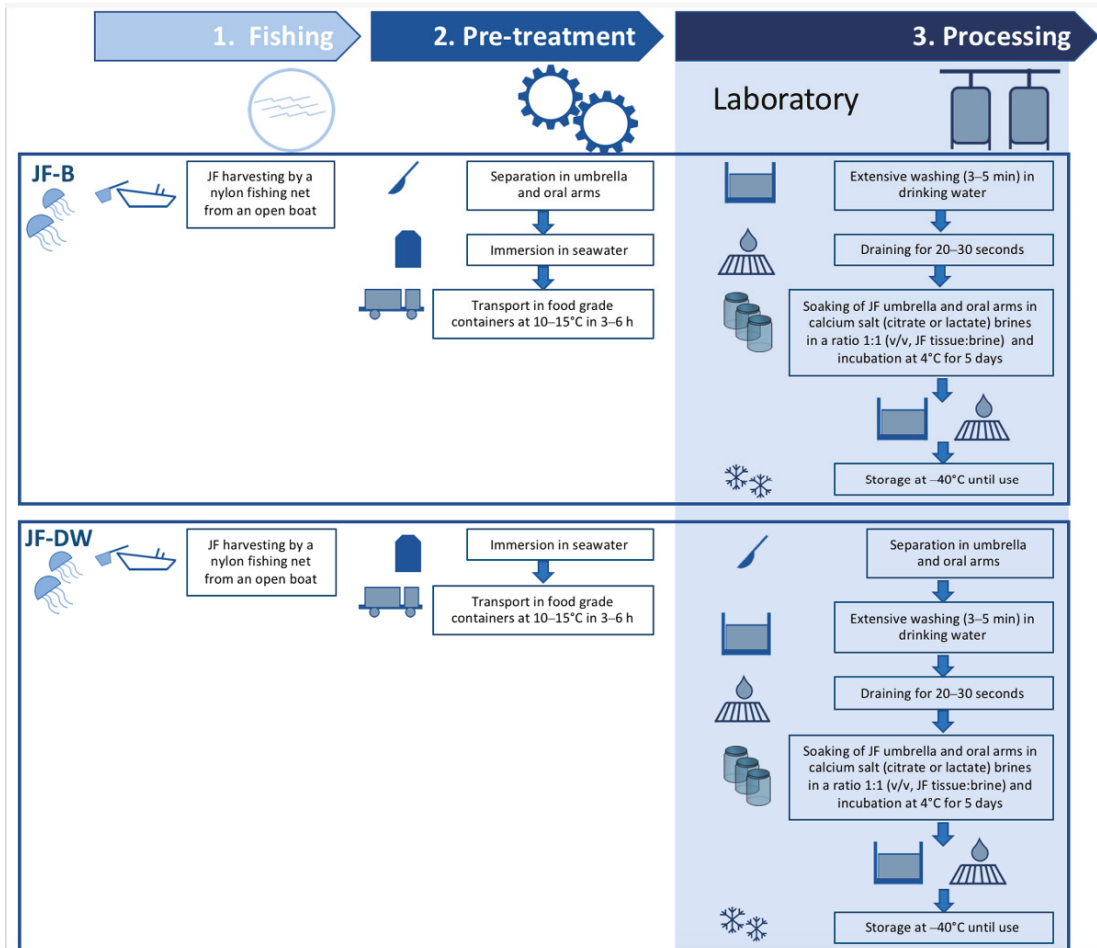 1. Fishing
2. Pre-treatment
3. Processing
Laboratory
JF-B
JF harvesting by a
nylon fishing net
from an open boat
Separation in umbrella
and oral arms
Immersion in seawater
Transport in food grade
containers at 10–15°C in 3–6 h
Extensive washing (3–5 min) in
drinking water
Draining for 20–30 seconds
Soaking of JF umbrella and oral arms in
calcium salt (citrate or lactate) brines
in a ratio 1:1 (v/v, JF tissue:brine) and
incubation at 4°C for 5 days
Storage at –40°C until use
JF-DW
JF harvesting by a
nylon fishing net
from an open boat
Immersion in seawater
Transport in food grade
containers at 10–15°C in 3–6 h
Separation in umbrella
and oral arms
Extensive washing (3–5 min) in
drinking water
Draining for 20–30 seconds
Soaking of JF umbrella and oral arms in
calcium salt (citrate or lactate) brines
in a ratio 1:1 (v/v, JF tissue:brine) and
incubation at 4°C for 5 days
Storage at –40°C until use